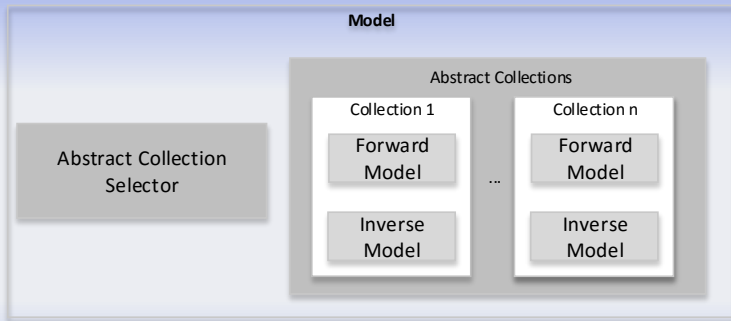 Model
Abstract Collection
Selector
Abstract Collections
Collection 1
Forward
Model
Inverse
Model
...
Collection n
Forward
Model
Inverse
Model